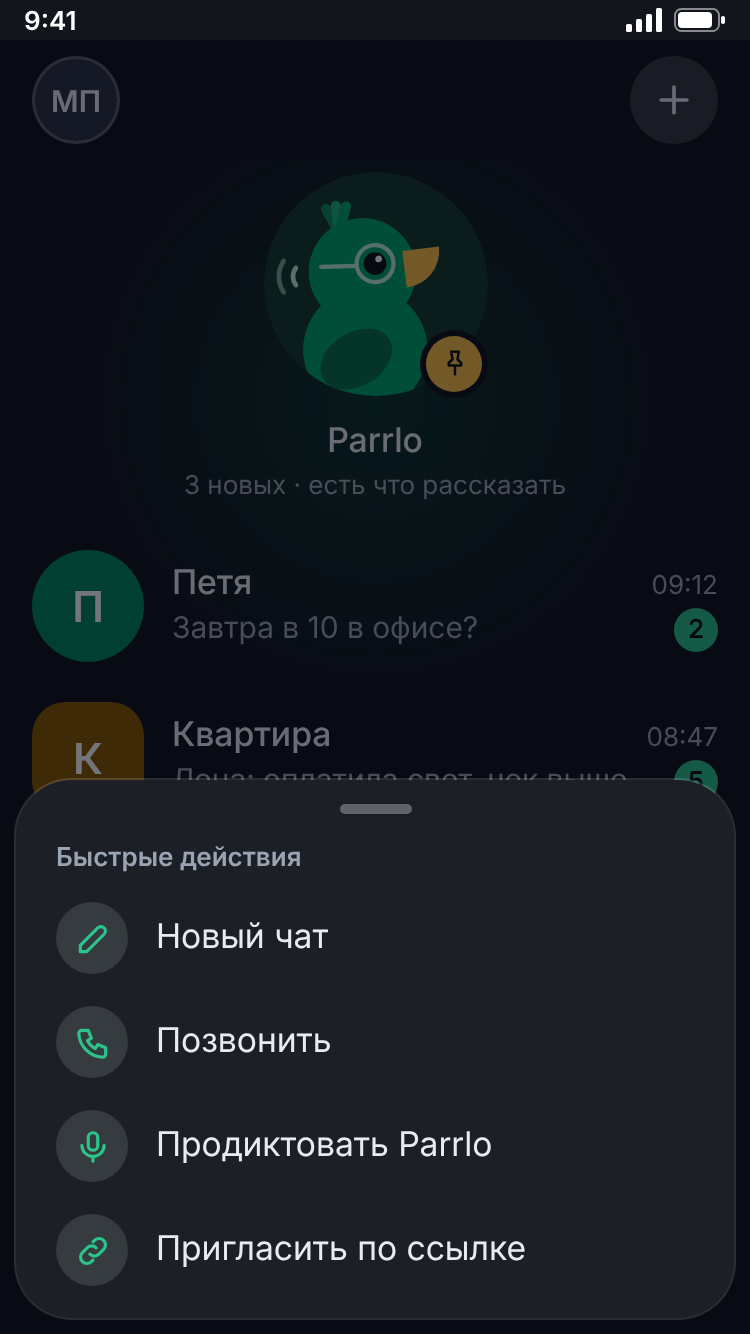 9:41
МП
Parrlo
3 новых · есть что рассказать
П
Петя
09:12
Завтра в 10 в офисе?
2
К
Квартира
08:47
5
Быстрые действия
Новый чат
Позвонить
Продиктовать Parrlo
Пригласить по ссылке